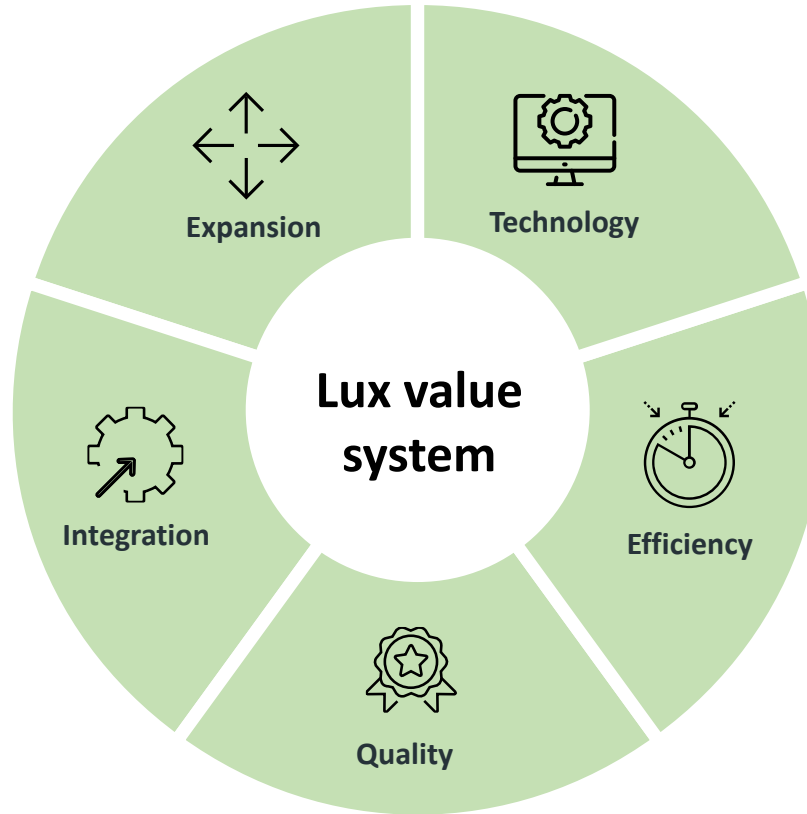 Expansion
Technology
Lux value
system
Integration
Efficiency
Quality